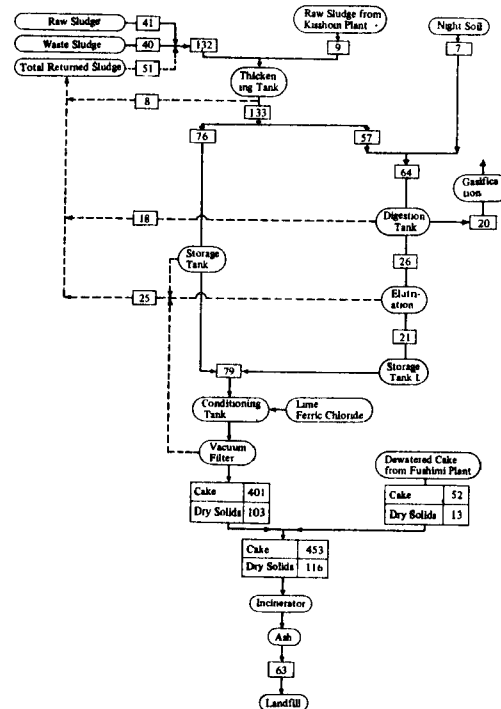 Raw Sludge
41
Raw Sludge from
Kisshoin Plant
Night Soil
Waste Sludge
40
132
9
7
Total Returned Sludge
51
Thicken
ing Tank
8
133
76
57
64
Gasifica
tion
18
Digestion
Tank
20
Storage
Tank
26
25
Elutri-
ation
21
79
Storage
Tank
Conditioning
Tank
Lime
Ferric Chloride
Vacuum
Filter
Dewatered Cake
from Fushimi Plant
Cake 401
Dry Solids 103
Cake 52
Dry Solids 13
Cake 453
Dry Solids 116
Incinerator
Ash
63
Landfill